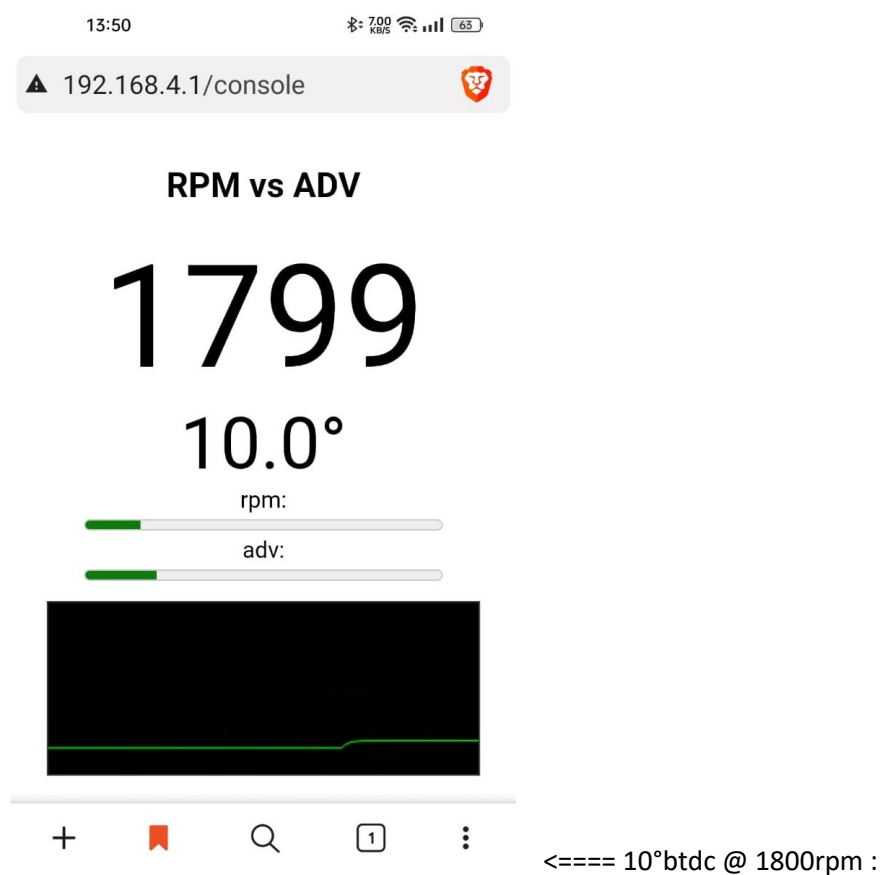 13:50 7.00 KB/S 63
192.168.4.1/console
RPM vs ADV
1799
10.0°
rpm:
adv:
1
<==== 10°btdc @ 1800rpm :